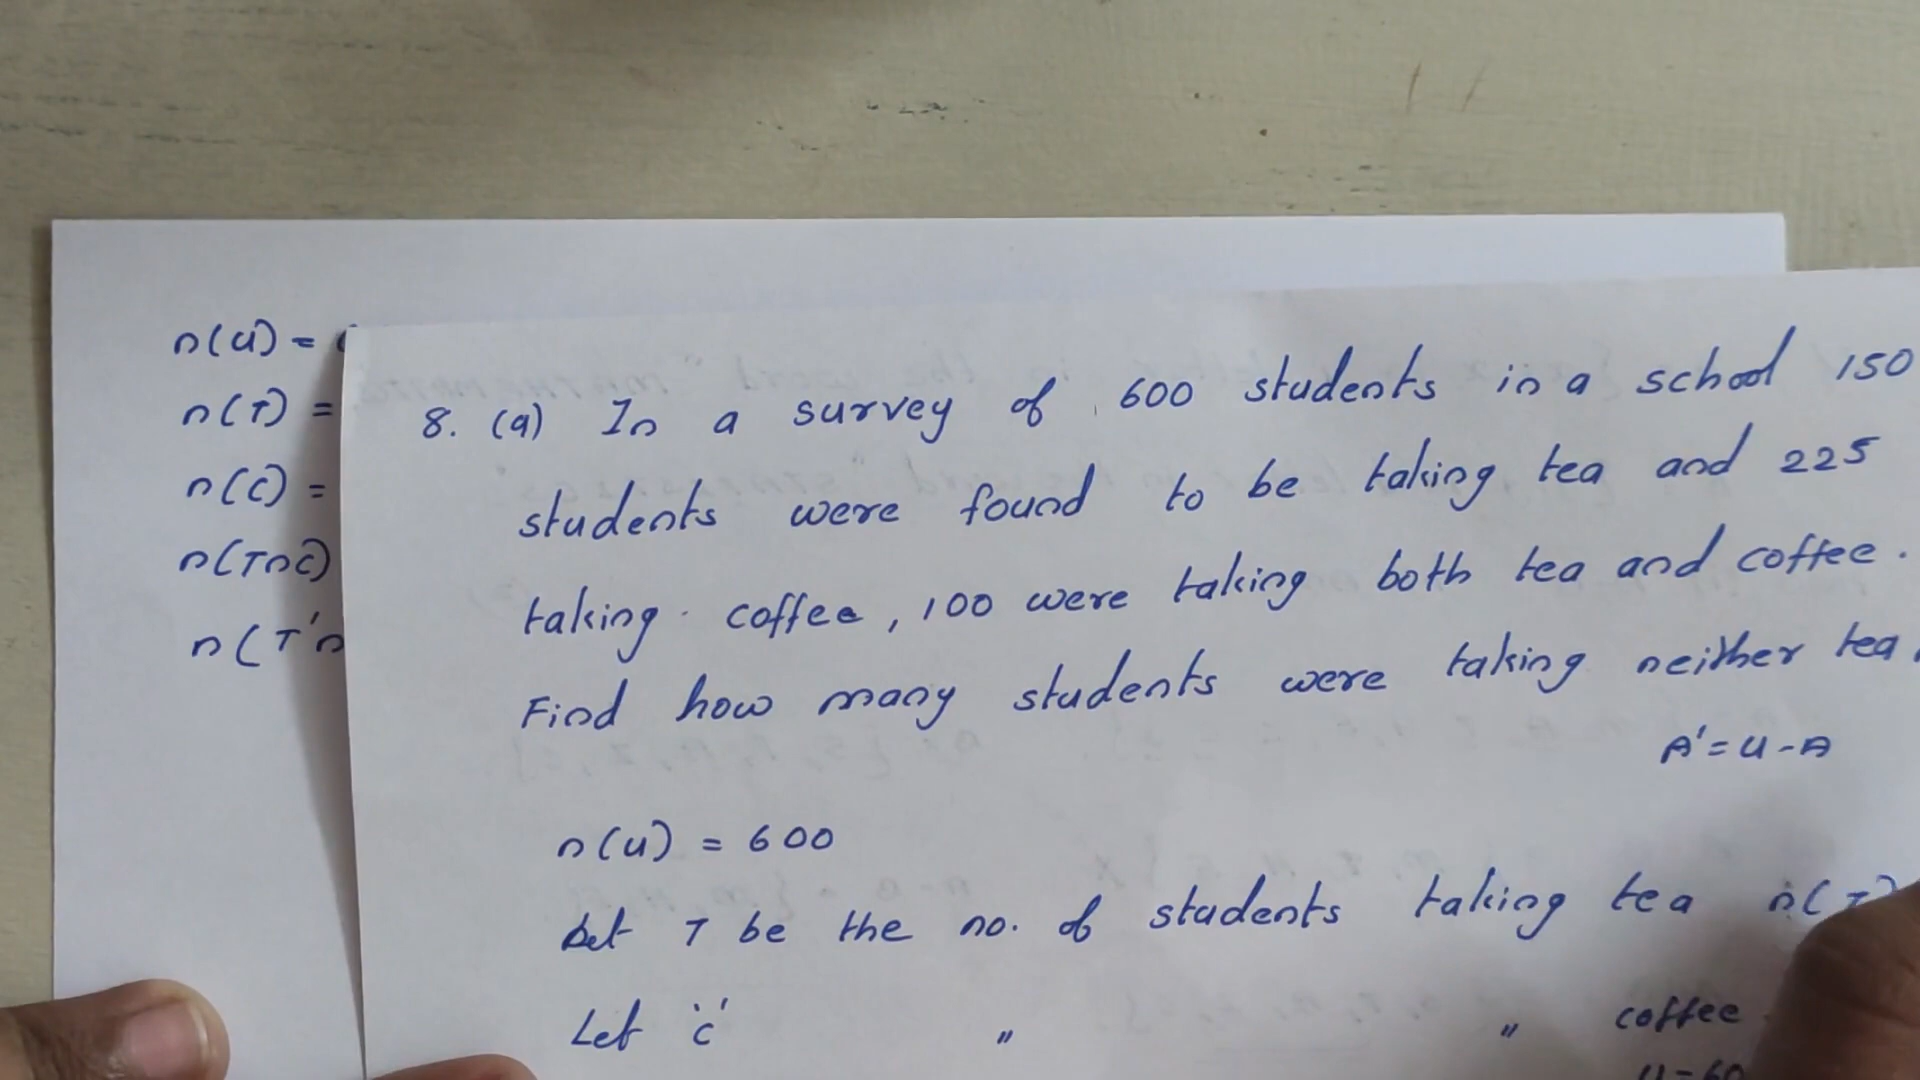 n(U) =
n(T) =
n(C) =
n(T∩C)
n(T'∩
8. (a) In a survey of 600 students in a school 150
students were found to be taking tea and 225
taking coffee, 100 were taking both tea and coffee.
Find how many students were taking neither tea
A' = U - A
n(U) = 600
Let T be the no. of students taking tea n(T)
Let 'c' " " coffee
U = 60